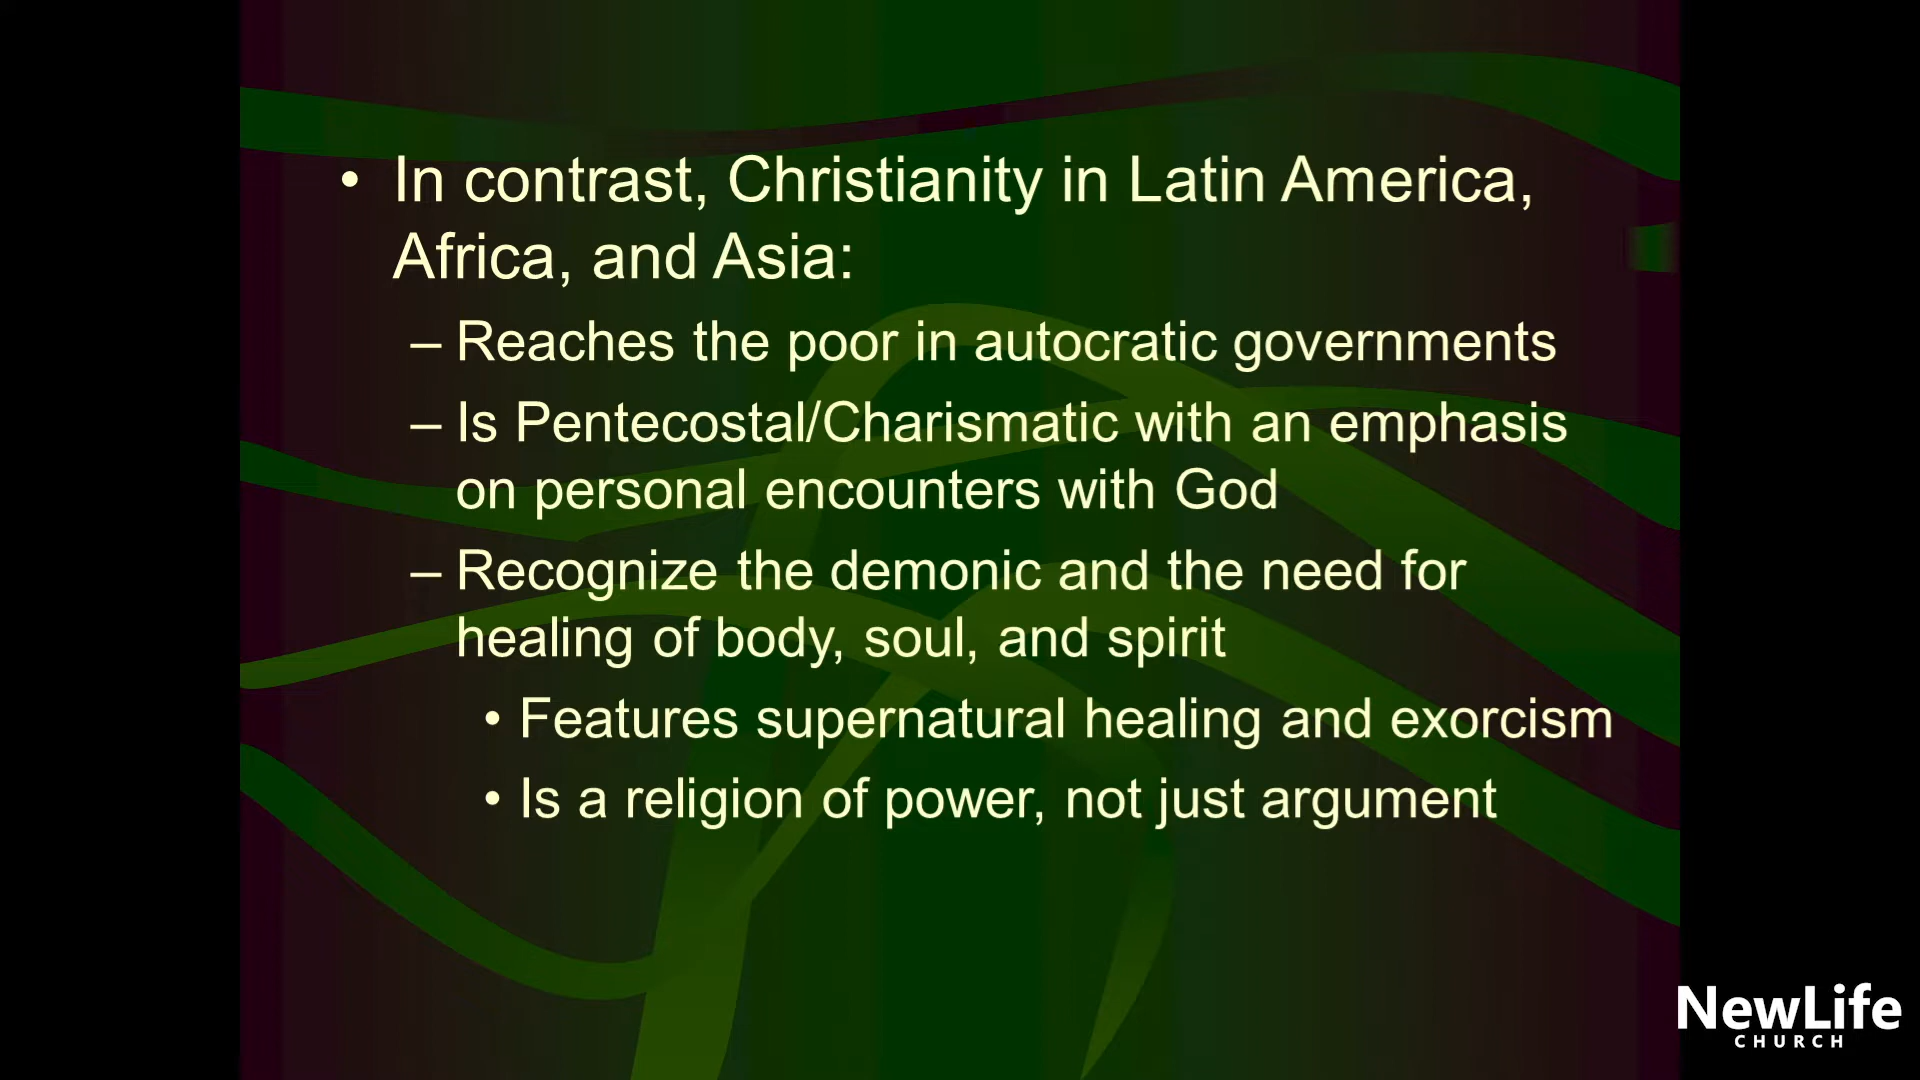 • In contrast, Christianity in Latin America,
Africa, and Asia:
– Reaches the poor in autocratic governments
– Is Pentecostal/Charismatic with an emphasis
on personal encounters with God
– Recognize the demonic and the need for
healing of body, soul, and spirit
• Features supernatural healing and exorcism
• Is a religion of power, not just argument
NewLife
CHURCH